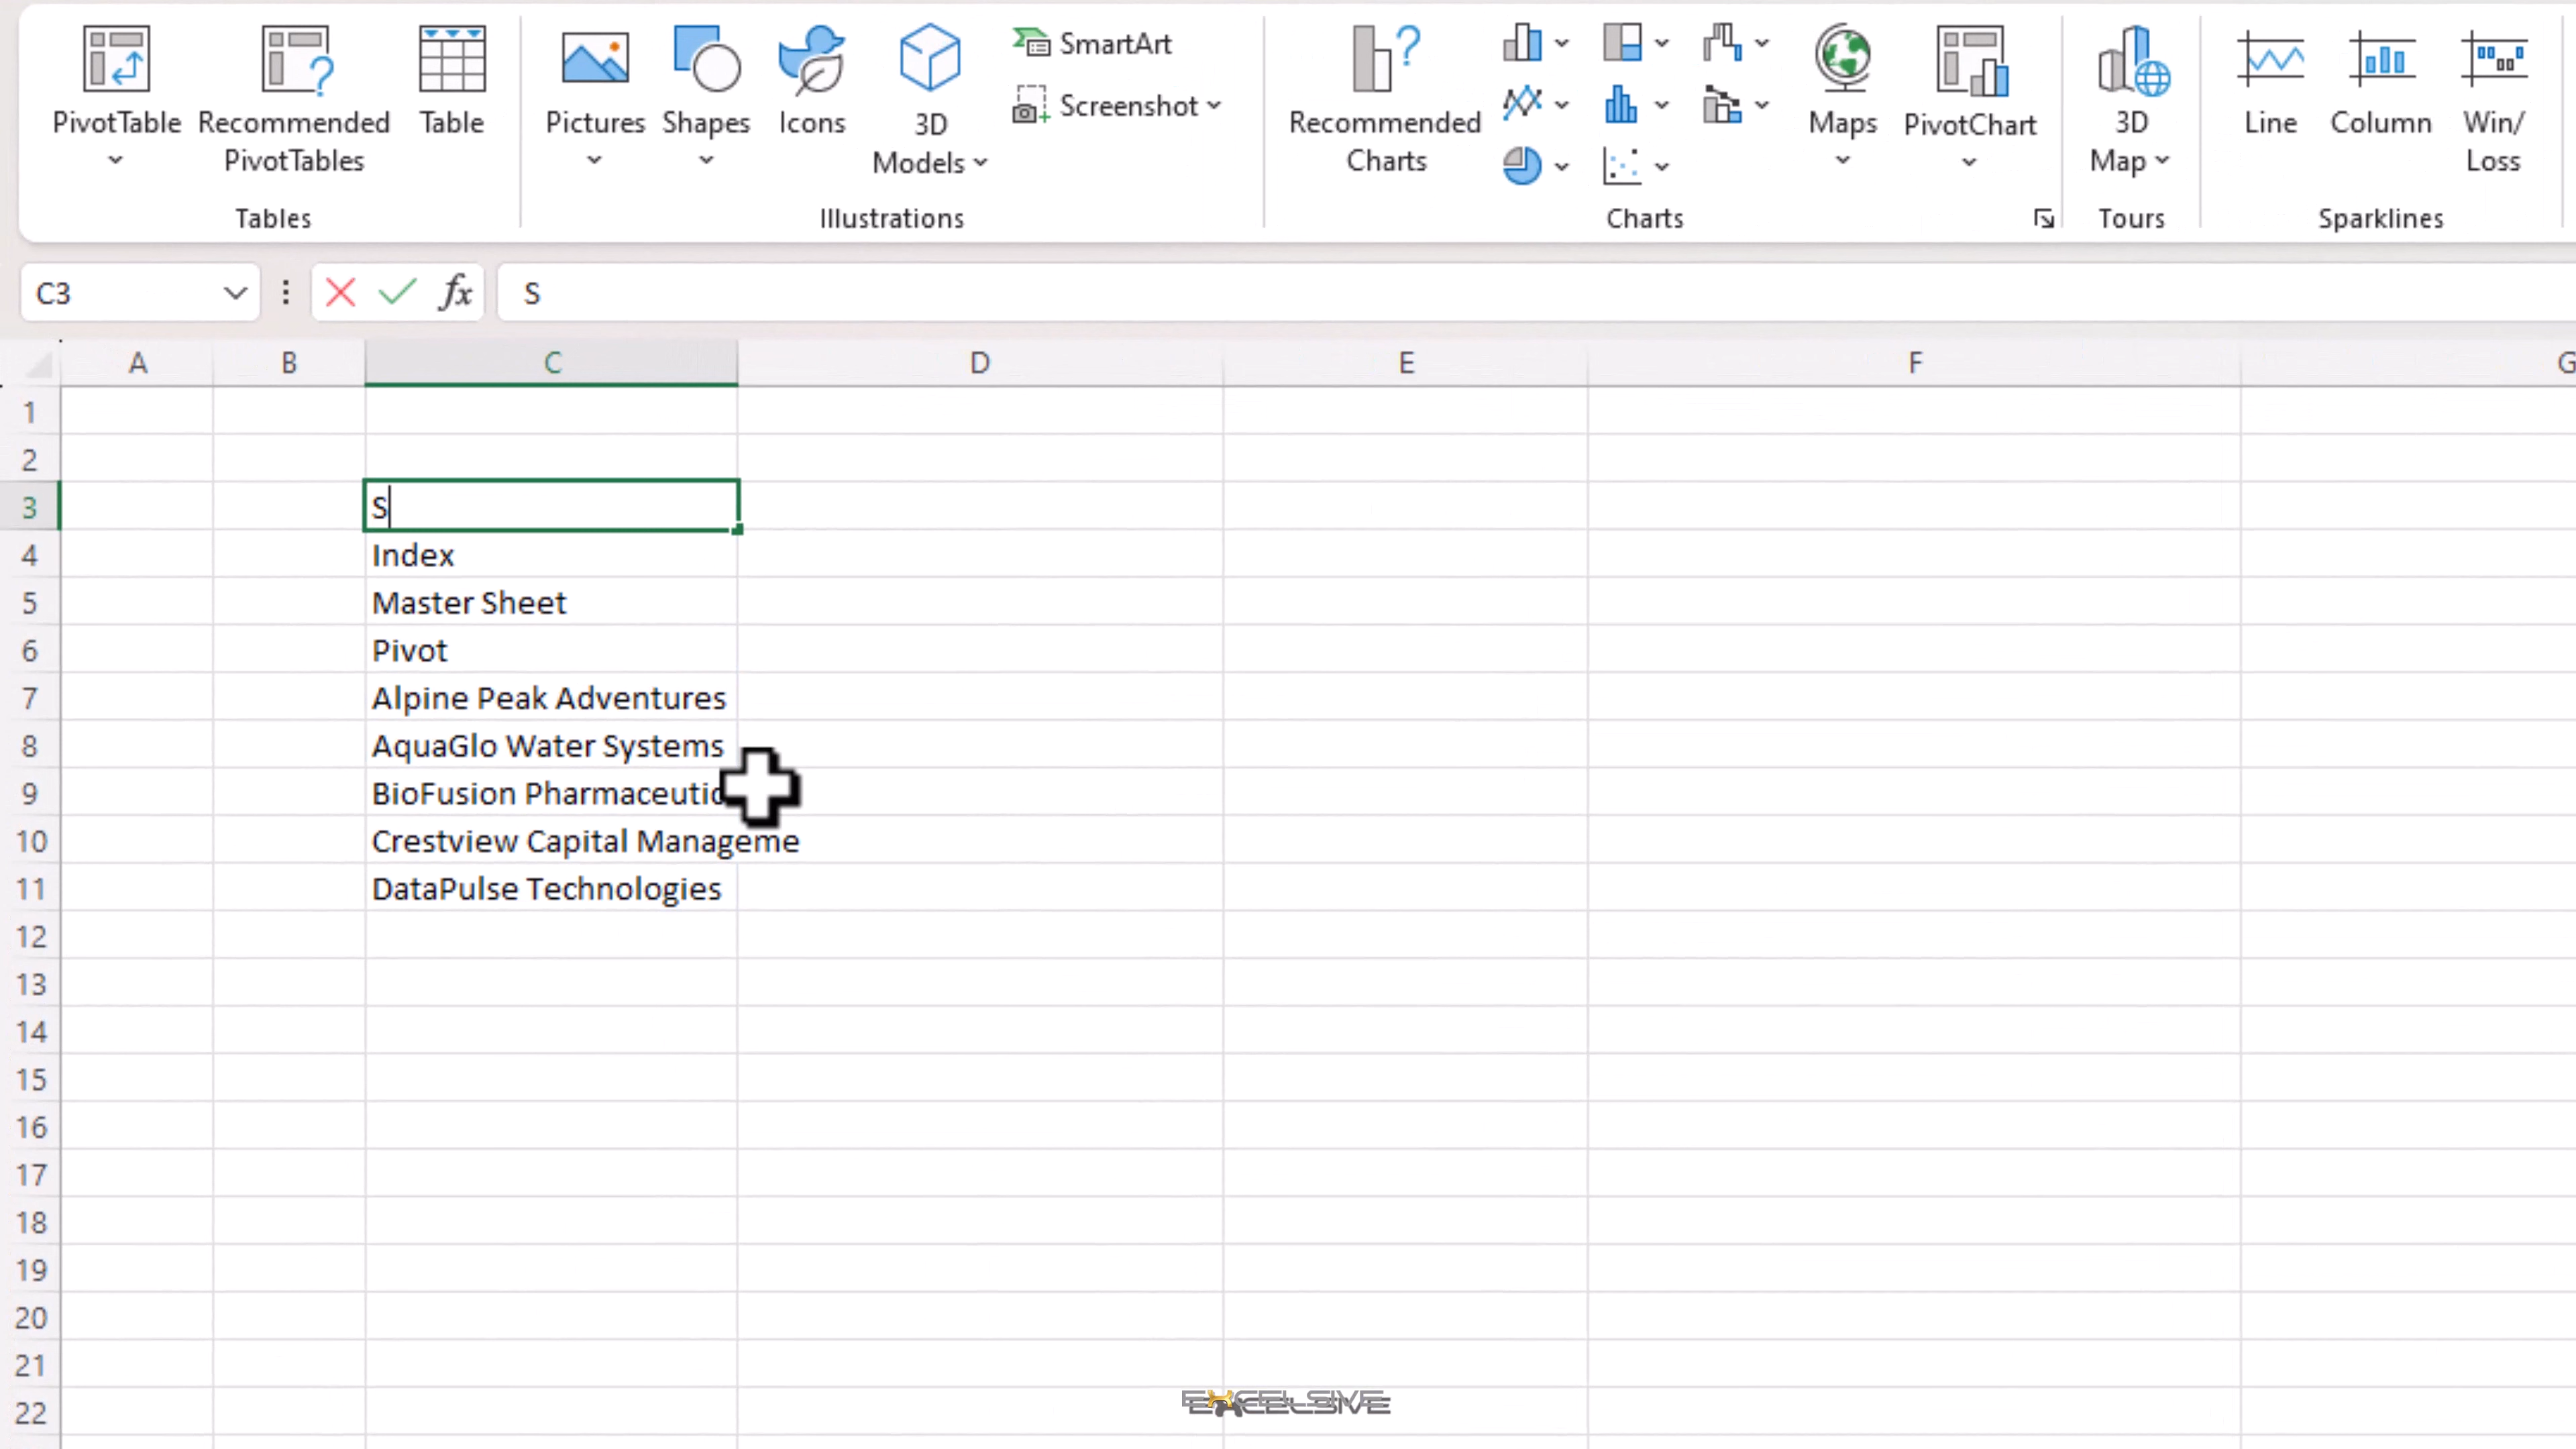 PivotTable
Recommended
PivotTables
Table
Pictures
Shapes
Icons
3D
Models
SmartArt
Screenshot
Recommended
Charts
Maps
PivotChart
3D
Map
Line
Column
Win/
Loss
Tables
Illustrations
Charts
Tours
Sparklines
C3
fx
S
A B C D E F G
1
2
3 S
4 Index
5 Master Sheet
6 Pivot
7 Alpine Peak Adventures
8 AquaGlo Water Systems
9 BioFusion Pharmaceutic
10 Crestview Capital Manageme
11 DataPulse Technologies
12
13
14
15
16
17
18
19
20
21
22
EXCELSIVE